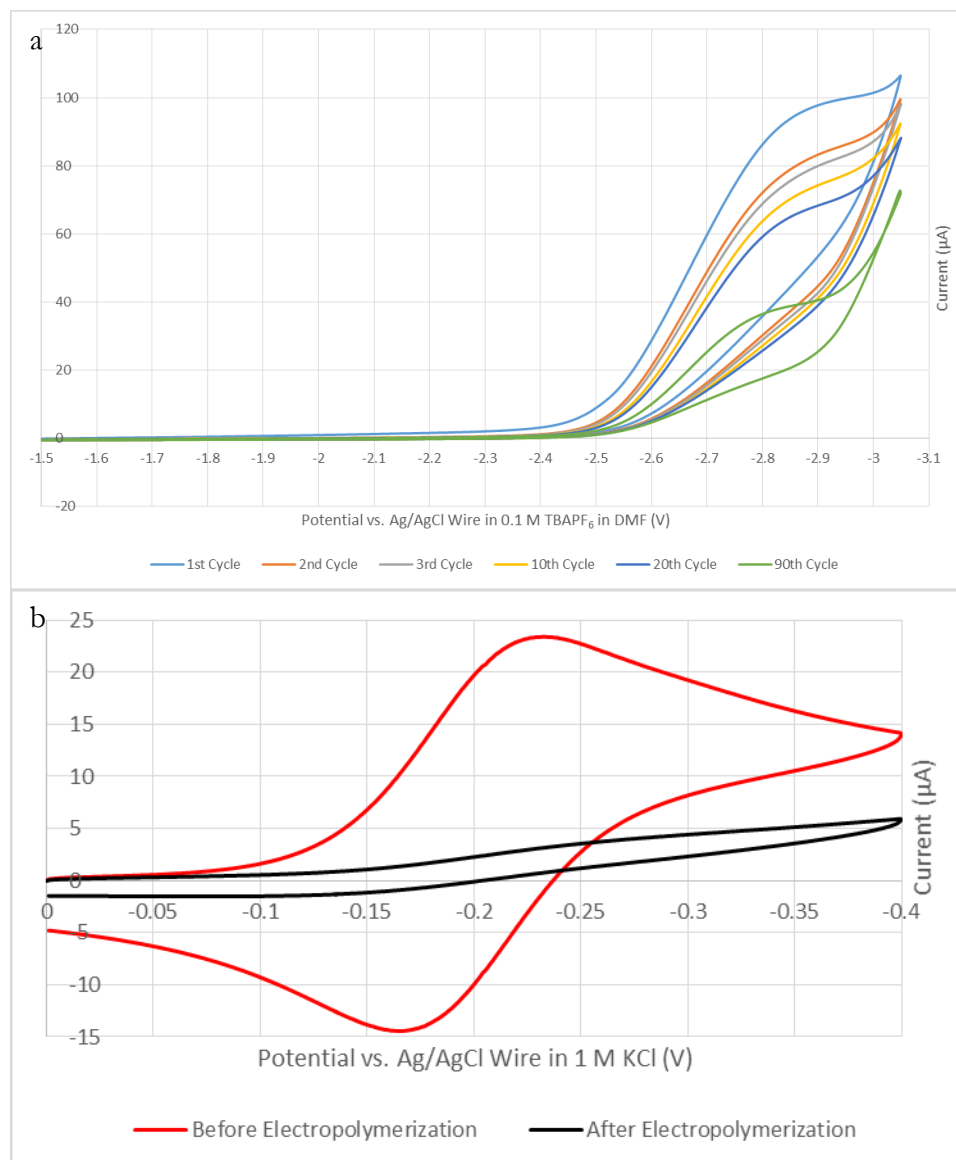 a
120
100
80
60
40
20
0
-20
-1.5 -1.6 -1.7 -1.8 -1.9 -2 -2.1 -2.2 -2.3 -2.4 -2.5 -2.6 -2.7 -2.8 -2.9 -3 -3.1
Current (µA)
Potential vs. Ag/AgCl Wire in 0.1 M TBAPF₆ in DMF (V)
1st Cycle 2nd Cycle 3rd Cycle 10th Cycle 20th Cycle 90th Cycle
b
25
20
15
10
5
0
5
-10
-15
0 -0.05 -0.1 -0.15 -0.2 -0.25 -0.3 -0.35 -0.4
Current (µA)
Potential vs. Ag/AgCl Wire in 1 M KCl (V)
Before Electropolymerization After Electropolymerization